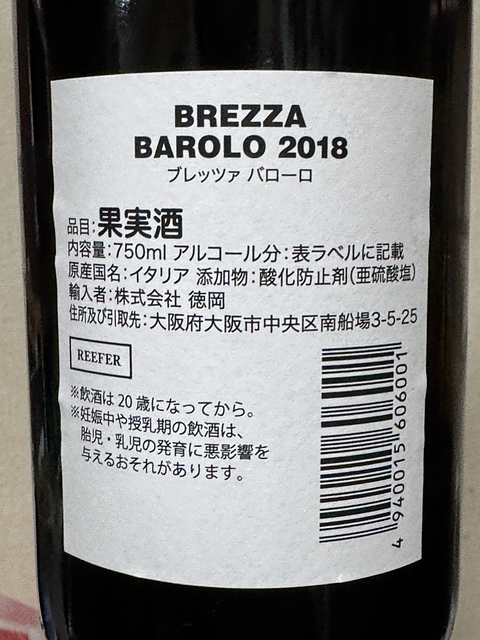 BREZZA
BAROLO 2018
ブレッツァ バローロ
品目:果実酒
内容量:750ml アルコール分:表ラベルに記載
原産国名:イタリア 添加物:酸化防止剤(亜硫酸塩)
輸入者:株式会社 徳岡
住所及び引取先:大阪府大阪市中央区南船場3-5-25
REEFER
※飲酒は20歳になってから。
※妊娠中や授乳期の飲酒は、
胎児・乳児の発育に悪影響を
与えるおそれがあります。
4 940015 606001